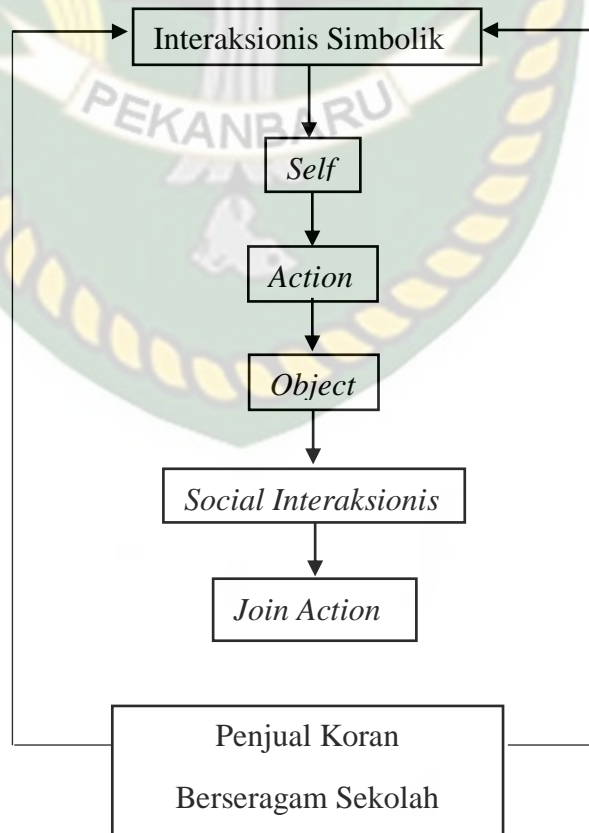 Interaksionis Simbolik
PEKANBARU
Self
Action
Object
Social Interaksionis
Join Action
Penjual Koran
Berseragam Sekolah